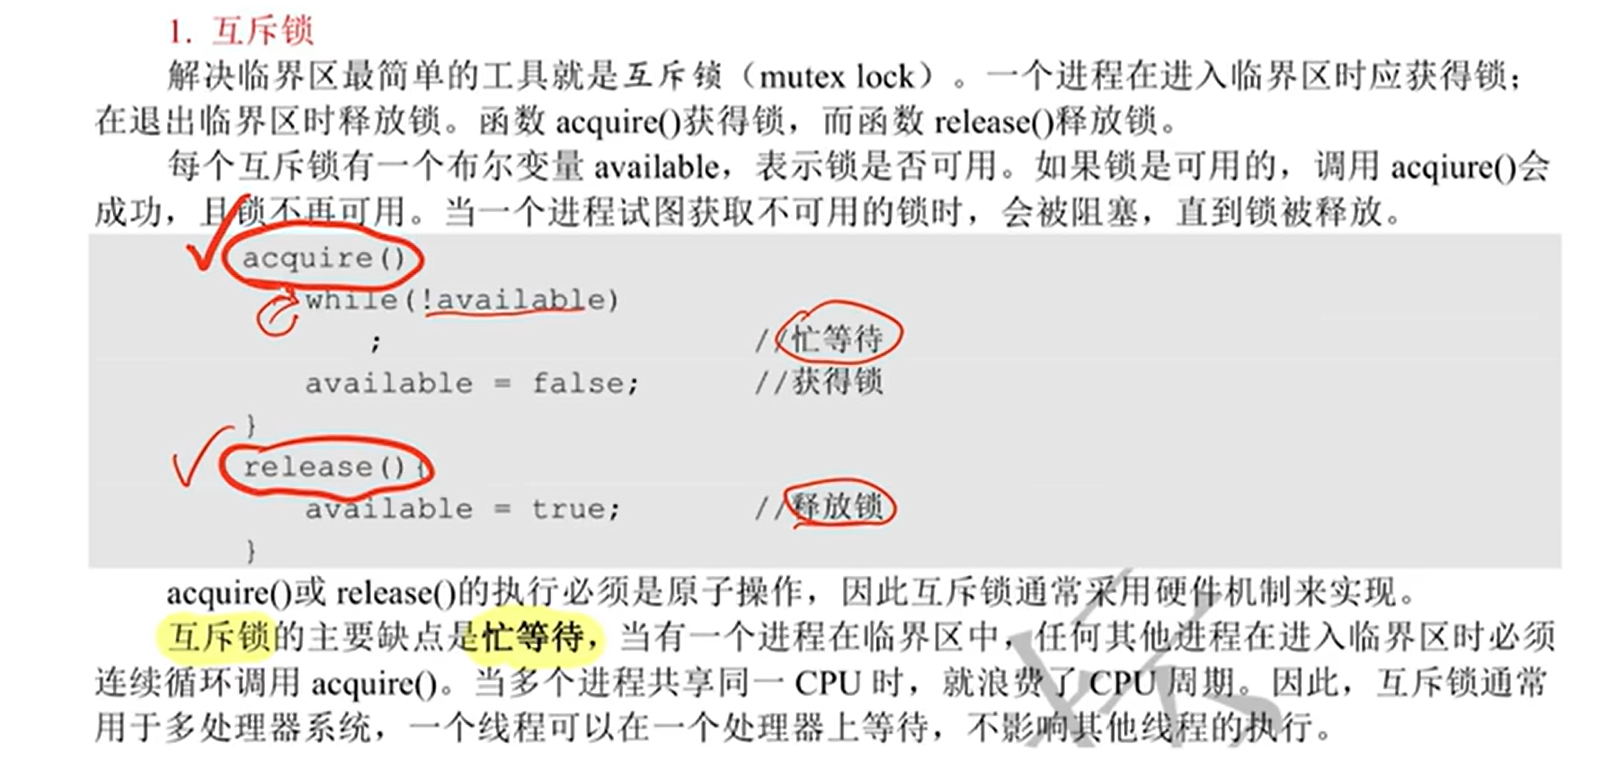 1. 互斥锁
解决临界区最简单的工具就是互斥锁（mutex lock）。一个进程在进入临界区时应获得锁；
在退出临界区时释放锁。函数 acquire()获得锁，而函数 release()释放锁。
每个互斥锁有一个布尔变量 available，表示锁是否可用。如果锁是可用的，调用 acqiure()会
成功，且锁不再可用。当一个进程试图获取不可用的锁时，会被阻塞，直到锁被释放。
acquire()
while(!available)
; //忙等待
available = false; //获得锁
}
release(){
available = true; //释放锁
}
acquire()或 release()的执行必须是原子操作，因此互斥锁通常采用硬件机制来实现。
互斥锁的主要缺点是忙等待，当有一个进程在临界区中，任何其他进程在进入临界区时必须
连续循环调用 acquire()。当多个进程共享同一 CPU 时，就浪费了 CPU 周期。因此，互斥锁通常
用于多处理器系统，一个线程可以在一个处理器上等待，不影响其他线程的执行。